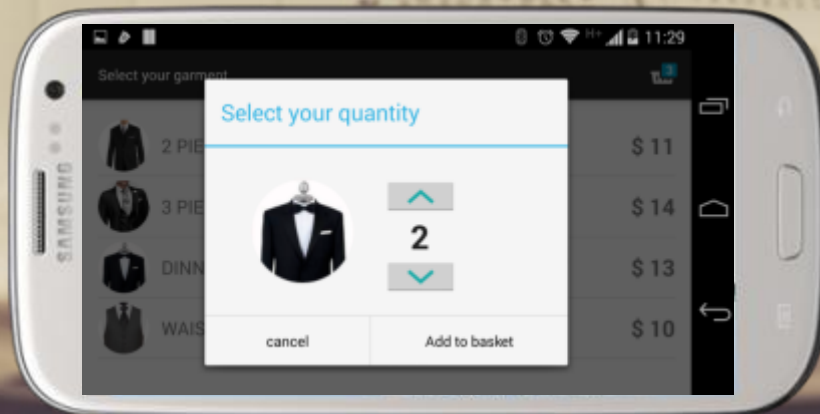 SAMSUNG
H+ 11:29
Select your garment
3
Select your quantity
2 PIE $ 11
3 PIE $ 14
2
DINN $ 13
WAIS $ 10
cancel Add to basket